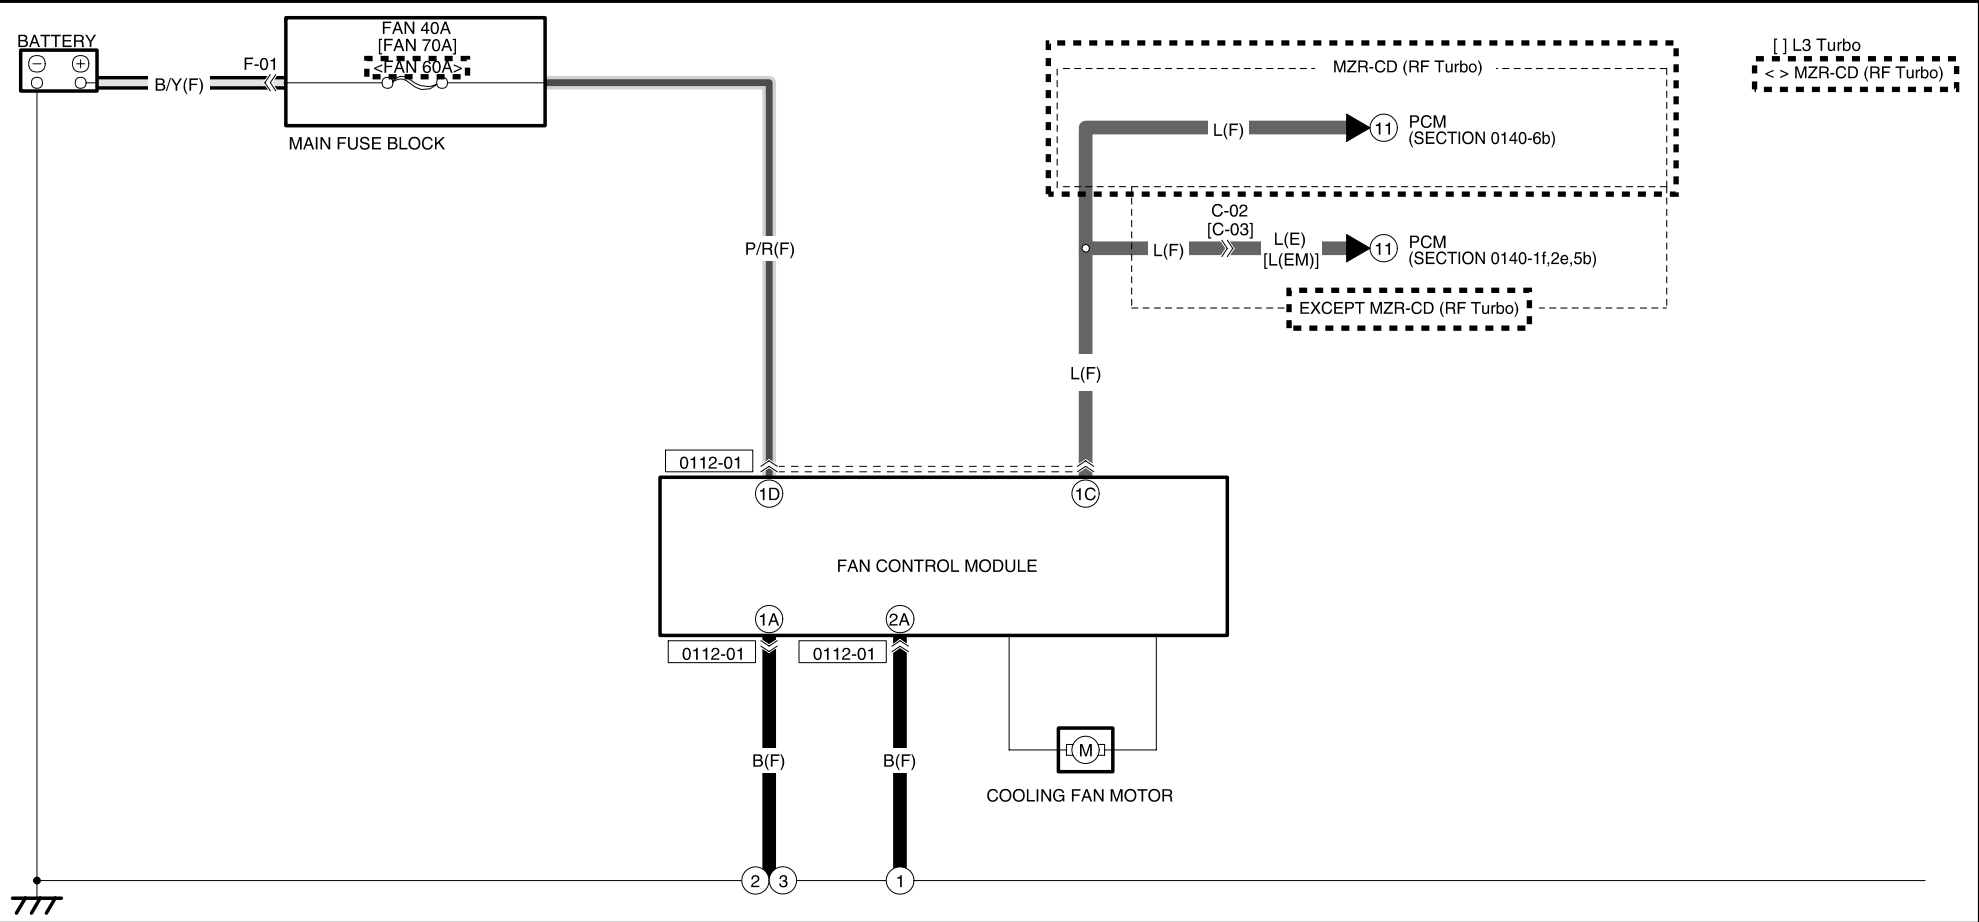 BATTERY
B/Y(F)
F-01
FAN 40A
[FAN 70A]
<FAN 60A>
MAIN FUSE BLOCK
P/R(F)
[ ] L3 Turbo
< > MZR-CD (RF Turbo)
MZR-CD (RF Turbo)
L(F)
11
PCM
(SECTION 0140-6b)
C-02
[C-03]
L(F)
L(E)
[L(EM)]
11
PCM
(SECTION 0140-1f,2e,5b)
EXCEPT MZR-CD (RF Turbo)
L(F)
0112-01
1D
1C
FAN CONTROL MODULE
1A
2A
0112-01
0112-01
B(F)
B(F)
M
COOLING FAN MOTOR
2
3
1